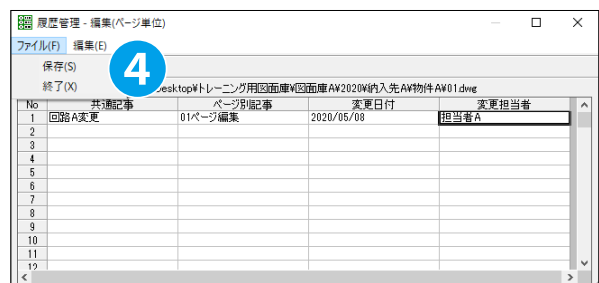 履歴管理 - 編集(ページ単位)
ファイル(F) 編集(E)
保存(S)
終了(X)
4
esktop¥トレーニング用図面庫¥図面庫A¥2020¥納入先A¥物件A¥01.dwg
No 共通記事 ページ別記事 変更日付 変更担当者
1 回路A変更 01ページ編集 2020/05/08 担当者A
2
3
4
5
6
7
8
9
10
11
12